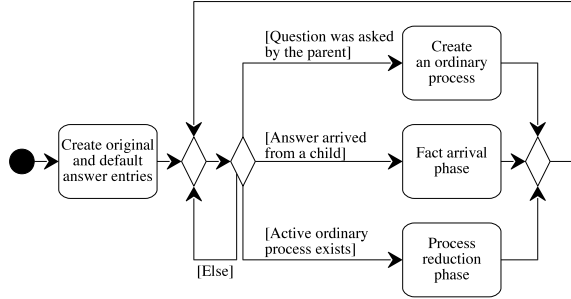 [Question was asked
by the parent]
Create
an ordinary
process
Create original
and default
answer entries
[Answer arrived
from a child]
Fact arrival
phase
[Active ordinary
process exists]
Process
reduction
phase
[Else]